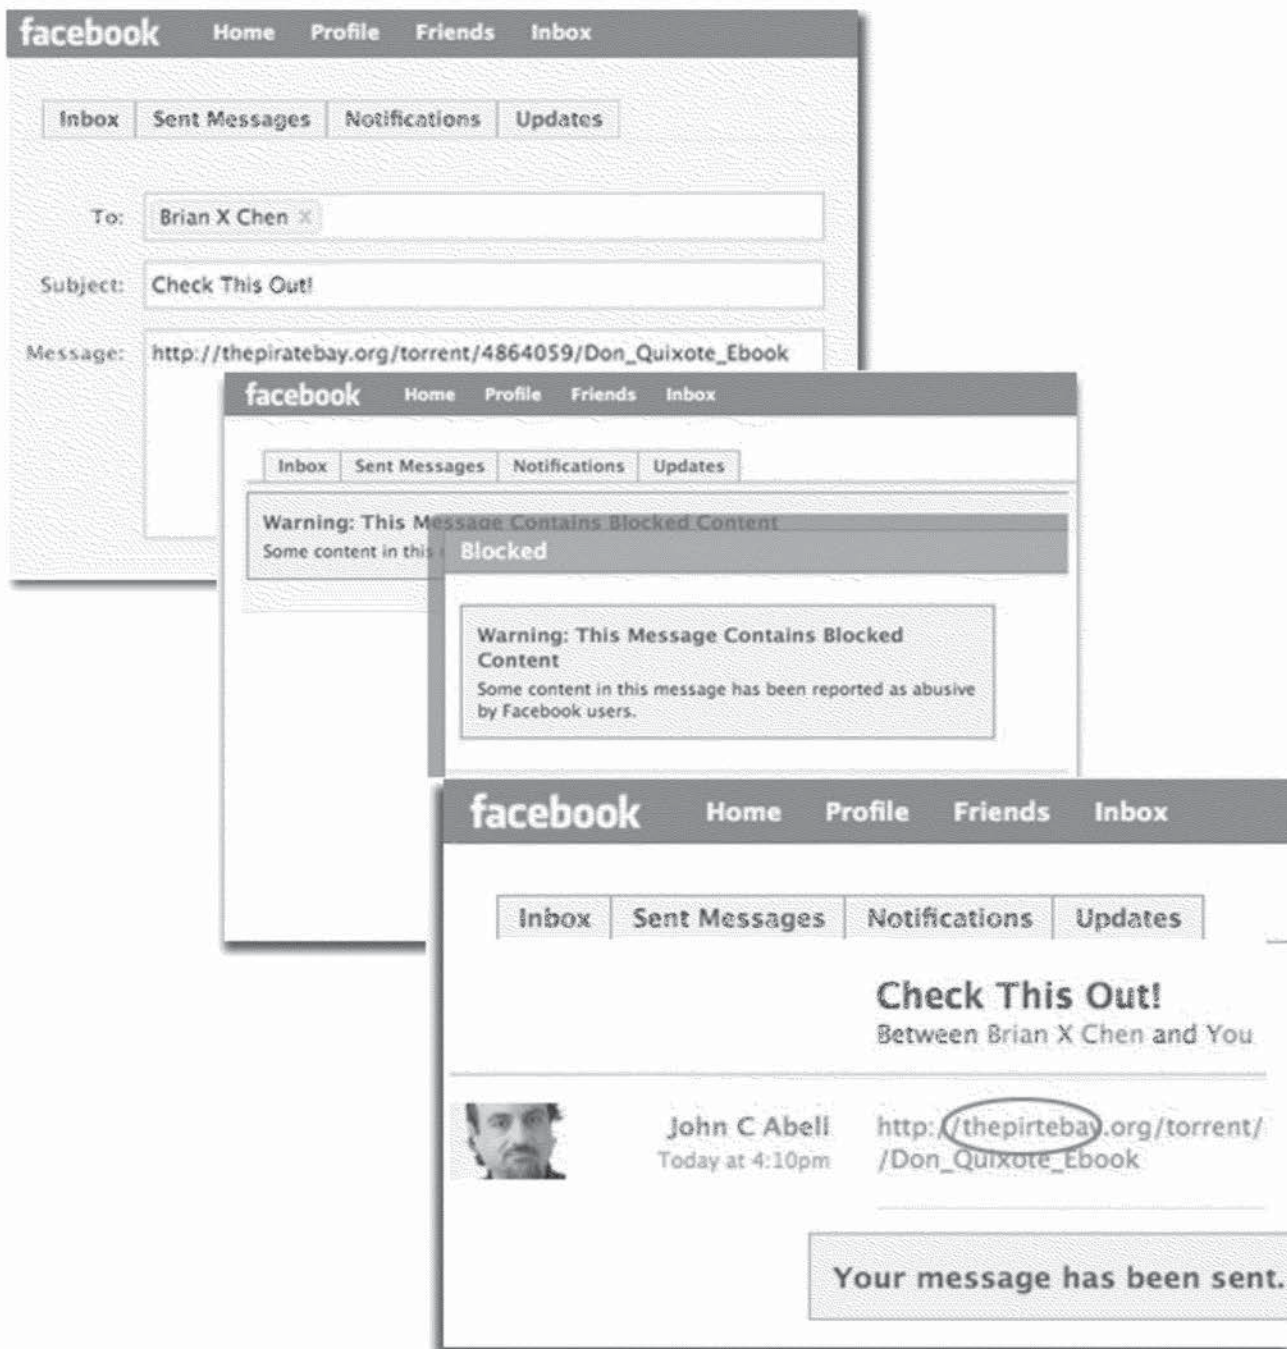 facebook Home Profile Friends Inbox
Inbox Sent Messages Notifications Updates
To: Brian X Chen X
Subject: Check This Out!
Message: http://thepiratebay.org/torrent/4864059/Don_Quixote_Ebook
facebook Home Profile Friends Inbox
Inbox Sent Messages Notifications Updates
Warning: This Message Contains Blocked Content
Some content in this
Blocked
Warning: This Message Contains Blocked
Content
Some content in this message has been reported as abusive
by Facebook users.
facebook Home Profile Friends Inbox
Inbox Sent Messages Notifications Updates
Check This Out!
Between Brian X Chen and You
John C Abell
Today at 4:10pm
http://thepirtebay.org/torrent/
/Don_Quixote_Ebook
Your message has been sent.